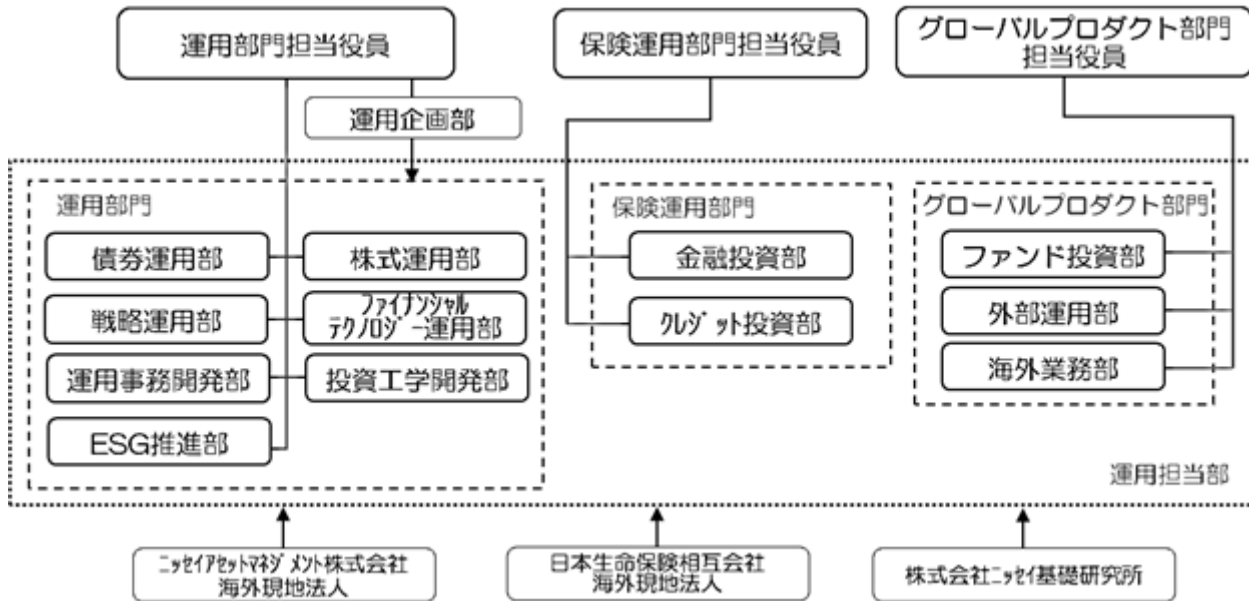 運用部門担当役員
保険運用部門担当役員
グローバルプロダクト部門
担当役員
運用企画部
運用部門
債券運用部
株式運用部
戦略運用部
ファイナンシャル
テクノロジー運用部
運用事務開発部
投資工学開発部
ESG推進部
保険運用部門
金融投資部
クレジット投資部
グローバルプロダクト部門
ファンド投資部
外部運用部
海外業務部
運用担当部
ニッセイアセットマネジメント株式会社
海外現地法人
日本生命保険相互会社
海外現地法人
株式会社ニッセイ基礎研究所